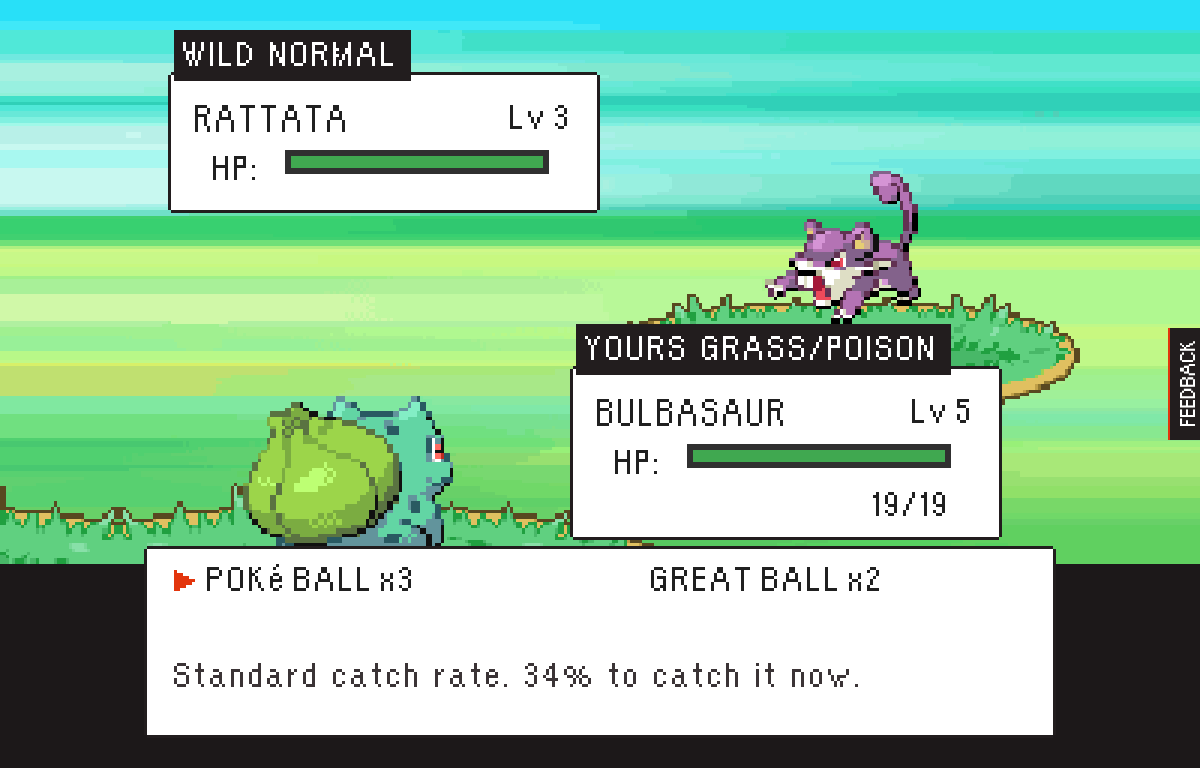 WILD NORMAL
RATTATA Lv 3
HP:
YOURS GRASS/POISON
BULBASAUR Lv 5
HP:
19/19
FEEDBACK
POKé BALL x3 GREAT BALL x2
Standard catch rate. 34% to catch it now.